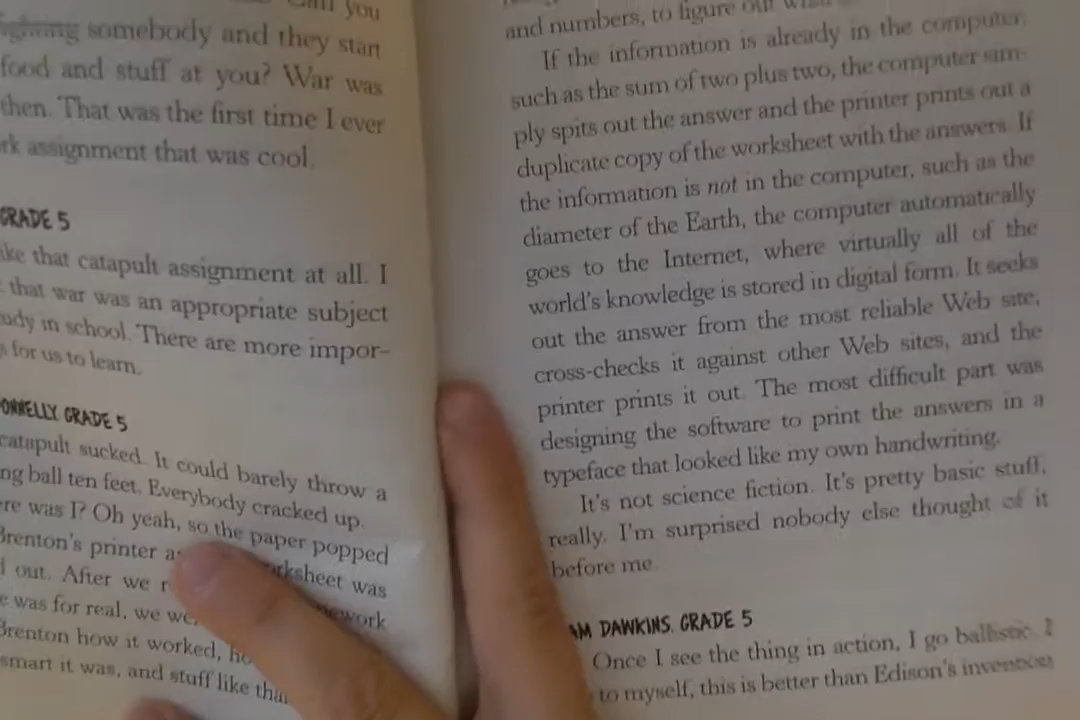 you
somebody and they start
food and stuff at you? War was
then. That was the first time I ever
assignment that was cool.
GRADE 5
that catapult assignment at all. I
that war was an appropriate subject
in school. There are more impor-
for us to learn.
GRADE 5
catapult sucked. It could barely throw a
ball ten feet. Everybody cracked up.
was I? Oh yeah, so the paper popped
Brenton's printer
was
out. After we
was for real, we
Brenton how it worked,
smart it was, and stuff like
and numbers, to figure out
If the information is already in the computer,
such as the sum of two plus two, the computer sim-
ply spits out the answer and the printer prints out a
duplicate copy of the worksheet with the answers. If
the information is not in the computer, such as the
diameter of the Earth, the computer automatically
goes to the Internet, where virtually all of the
world's knowledge is stored in digital form. It seeks
out the answer from the most reliable Web site,
cross-checks it against other Web sites, and the
printer prints it out. The most difficult part was
designing the software to print the answers in a
typeface that looked like my own handwriting.
It's not science fiction. It's pretty basic stuff,
really. I'm surprised nobody else thought of it
before me.
DAWKINS, GRADE 5
Once I see the thing in action, I go ballistic. I
to myself, this is better than Edison's invention